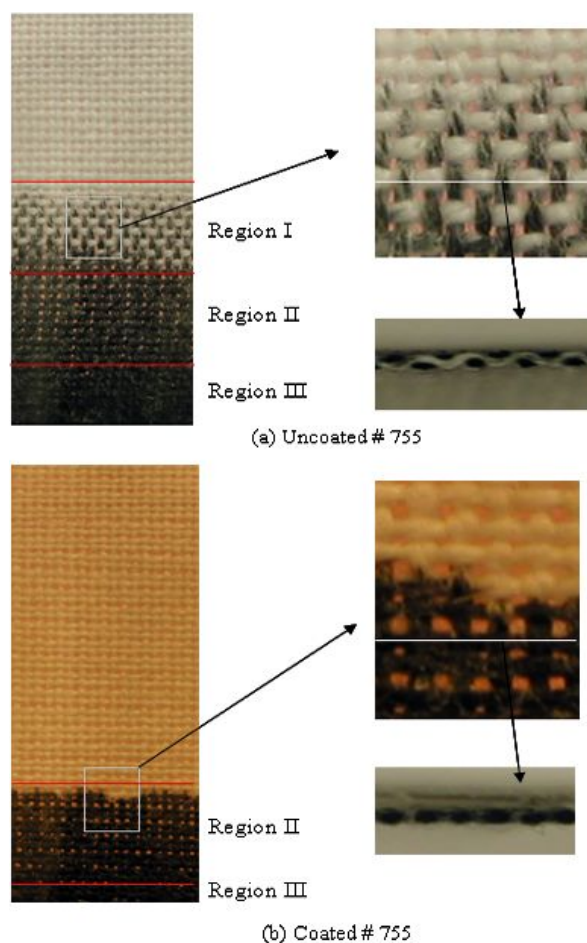 Region I
Region II
Region III
(a) Uncoated # 755
Region II
Region III
(b) Coated # 755